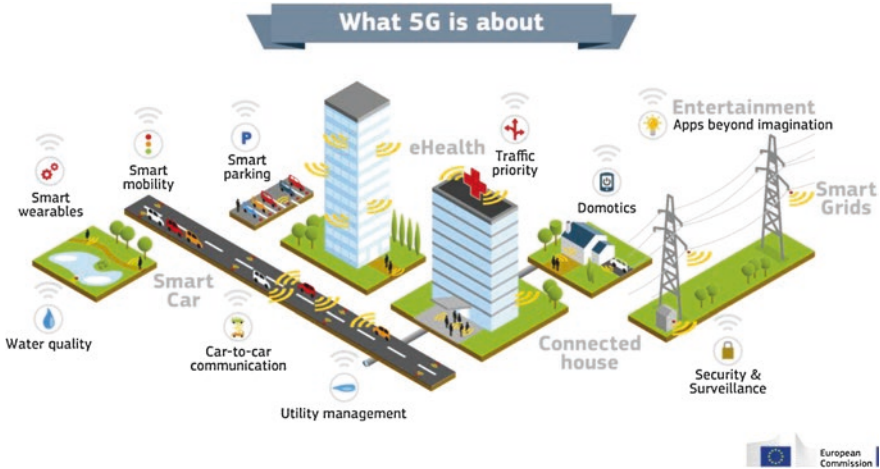 What 5G is about
Entertainment
Apps beyond imagination
eHealth
Smart
wearables
Smart
mobility
P
Smart
parking
Traffic
priority
Domotics
Smart
Grids
Smart
Car
Water quality
Car-to-car
communication
Utility management
Connected
house
Security &
Surveillance
European
Commission